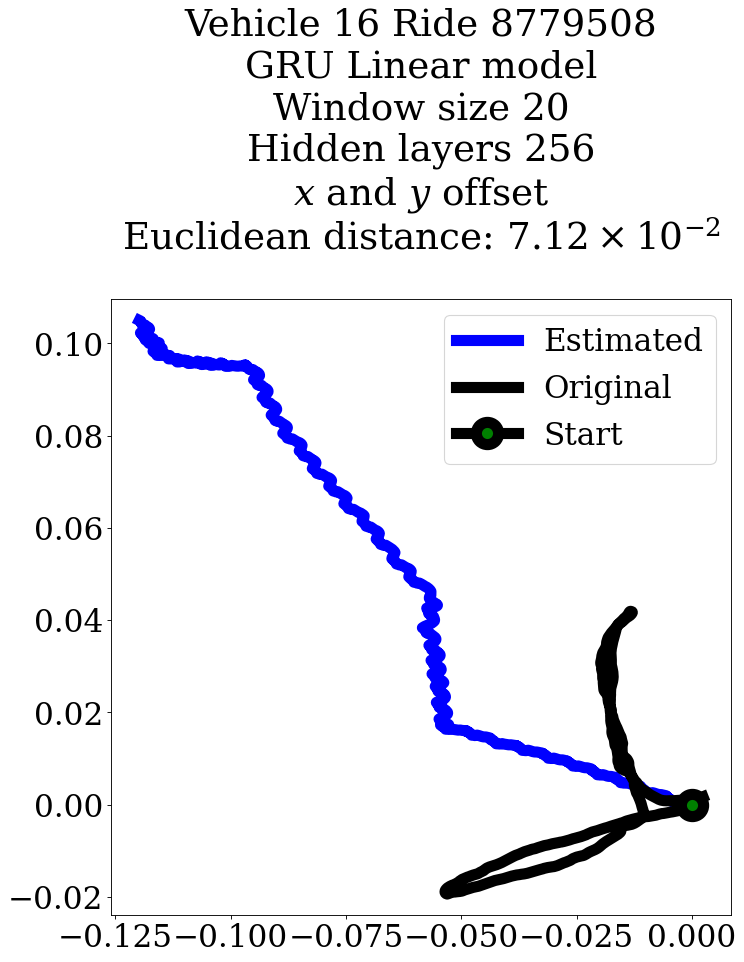 Vehicle 16 Ride 8779508
GRU Linear model
Window size 20
Hidden layers 256
x and y offset
Euclidean distance: 7.12 × 10⁻²
Estimated
Original
Start
0.10
0.08
0.06
0.04
0.02
0.00
−0.02
−0.125 −0.100 −0.075 −0.050 −0.025 0.000